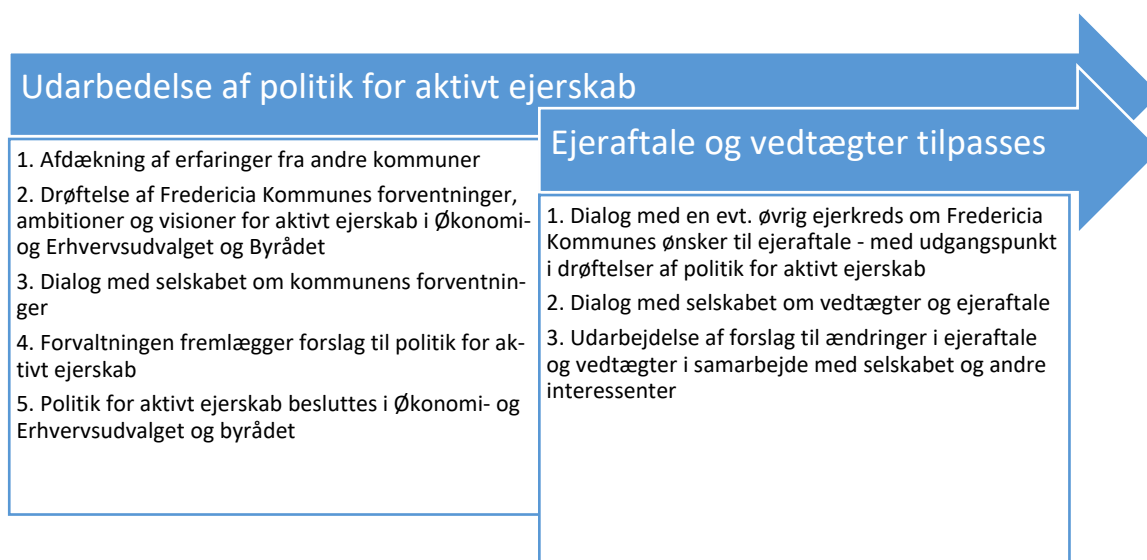 Udarbedelse af politik for aktivt ejerskab
1. Afdækning af erfaringer fra andre kommuner
2. Drøftelse af Fredericia Kommunes forventninger,
ambitioner og visioner for aktivt ejerskab i Økonomi-
og Erhvervsudvalget og Byrådet
3. Dialog med selskabet om kommunens forventnin-
ger
4. Forvaltningen fremlægger forslag til politik for ak-
tivt ejerskab
5. Politik for aktivt ejerskab besluttes i Økonomi- og
Erhvervsudvalget og byrådet
Ejeraftale og vedtægter tilpasses
1. Dialog med en evt. øvrig ejerkreds om Fredericia
Kommunes ønsker til ejeraftale - med udgangspunkt
i drøftelser af politik for aktivt ejerskab
2. Dialog med selskabet om vedtægter og ejeraftale
3. Udarbejdelse af forslag til ændringer i ejeraftale
og vedtægter i samarbejde med selskabet og andre
interessenter